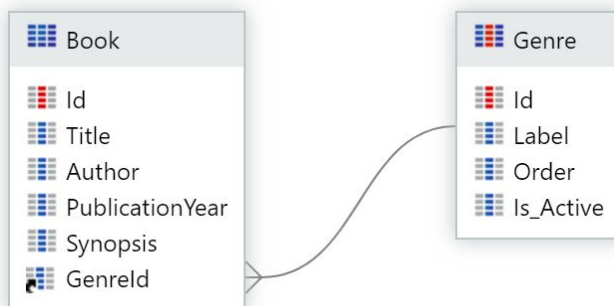 Book
Id
Title
Author
PublicationYear
Synopsis
GenreId
Genre
Id
Label
Order
Is_Active